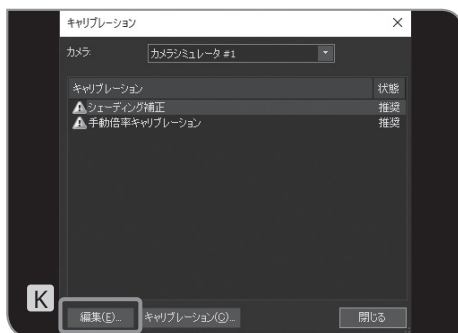 キャリブレーション ×
カメラ: カメラシミュレータ #1
キャリブレーション 状態
シェーディング補正 推奨
手動倍率キャリブレーション 推奨
K
編集(E)... キャリブレーション(C)... 閉じる